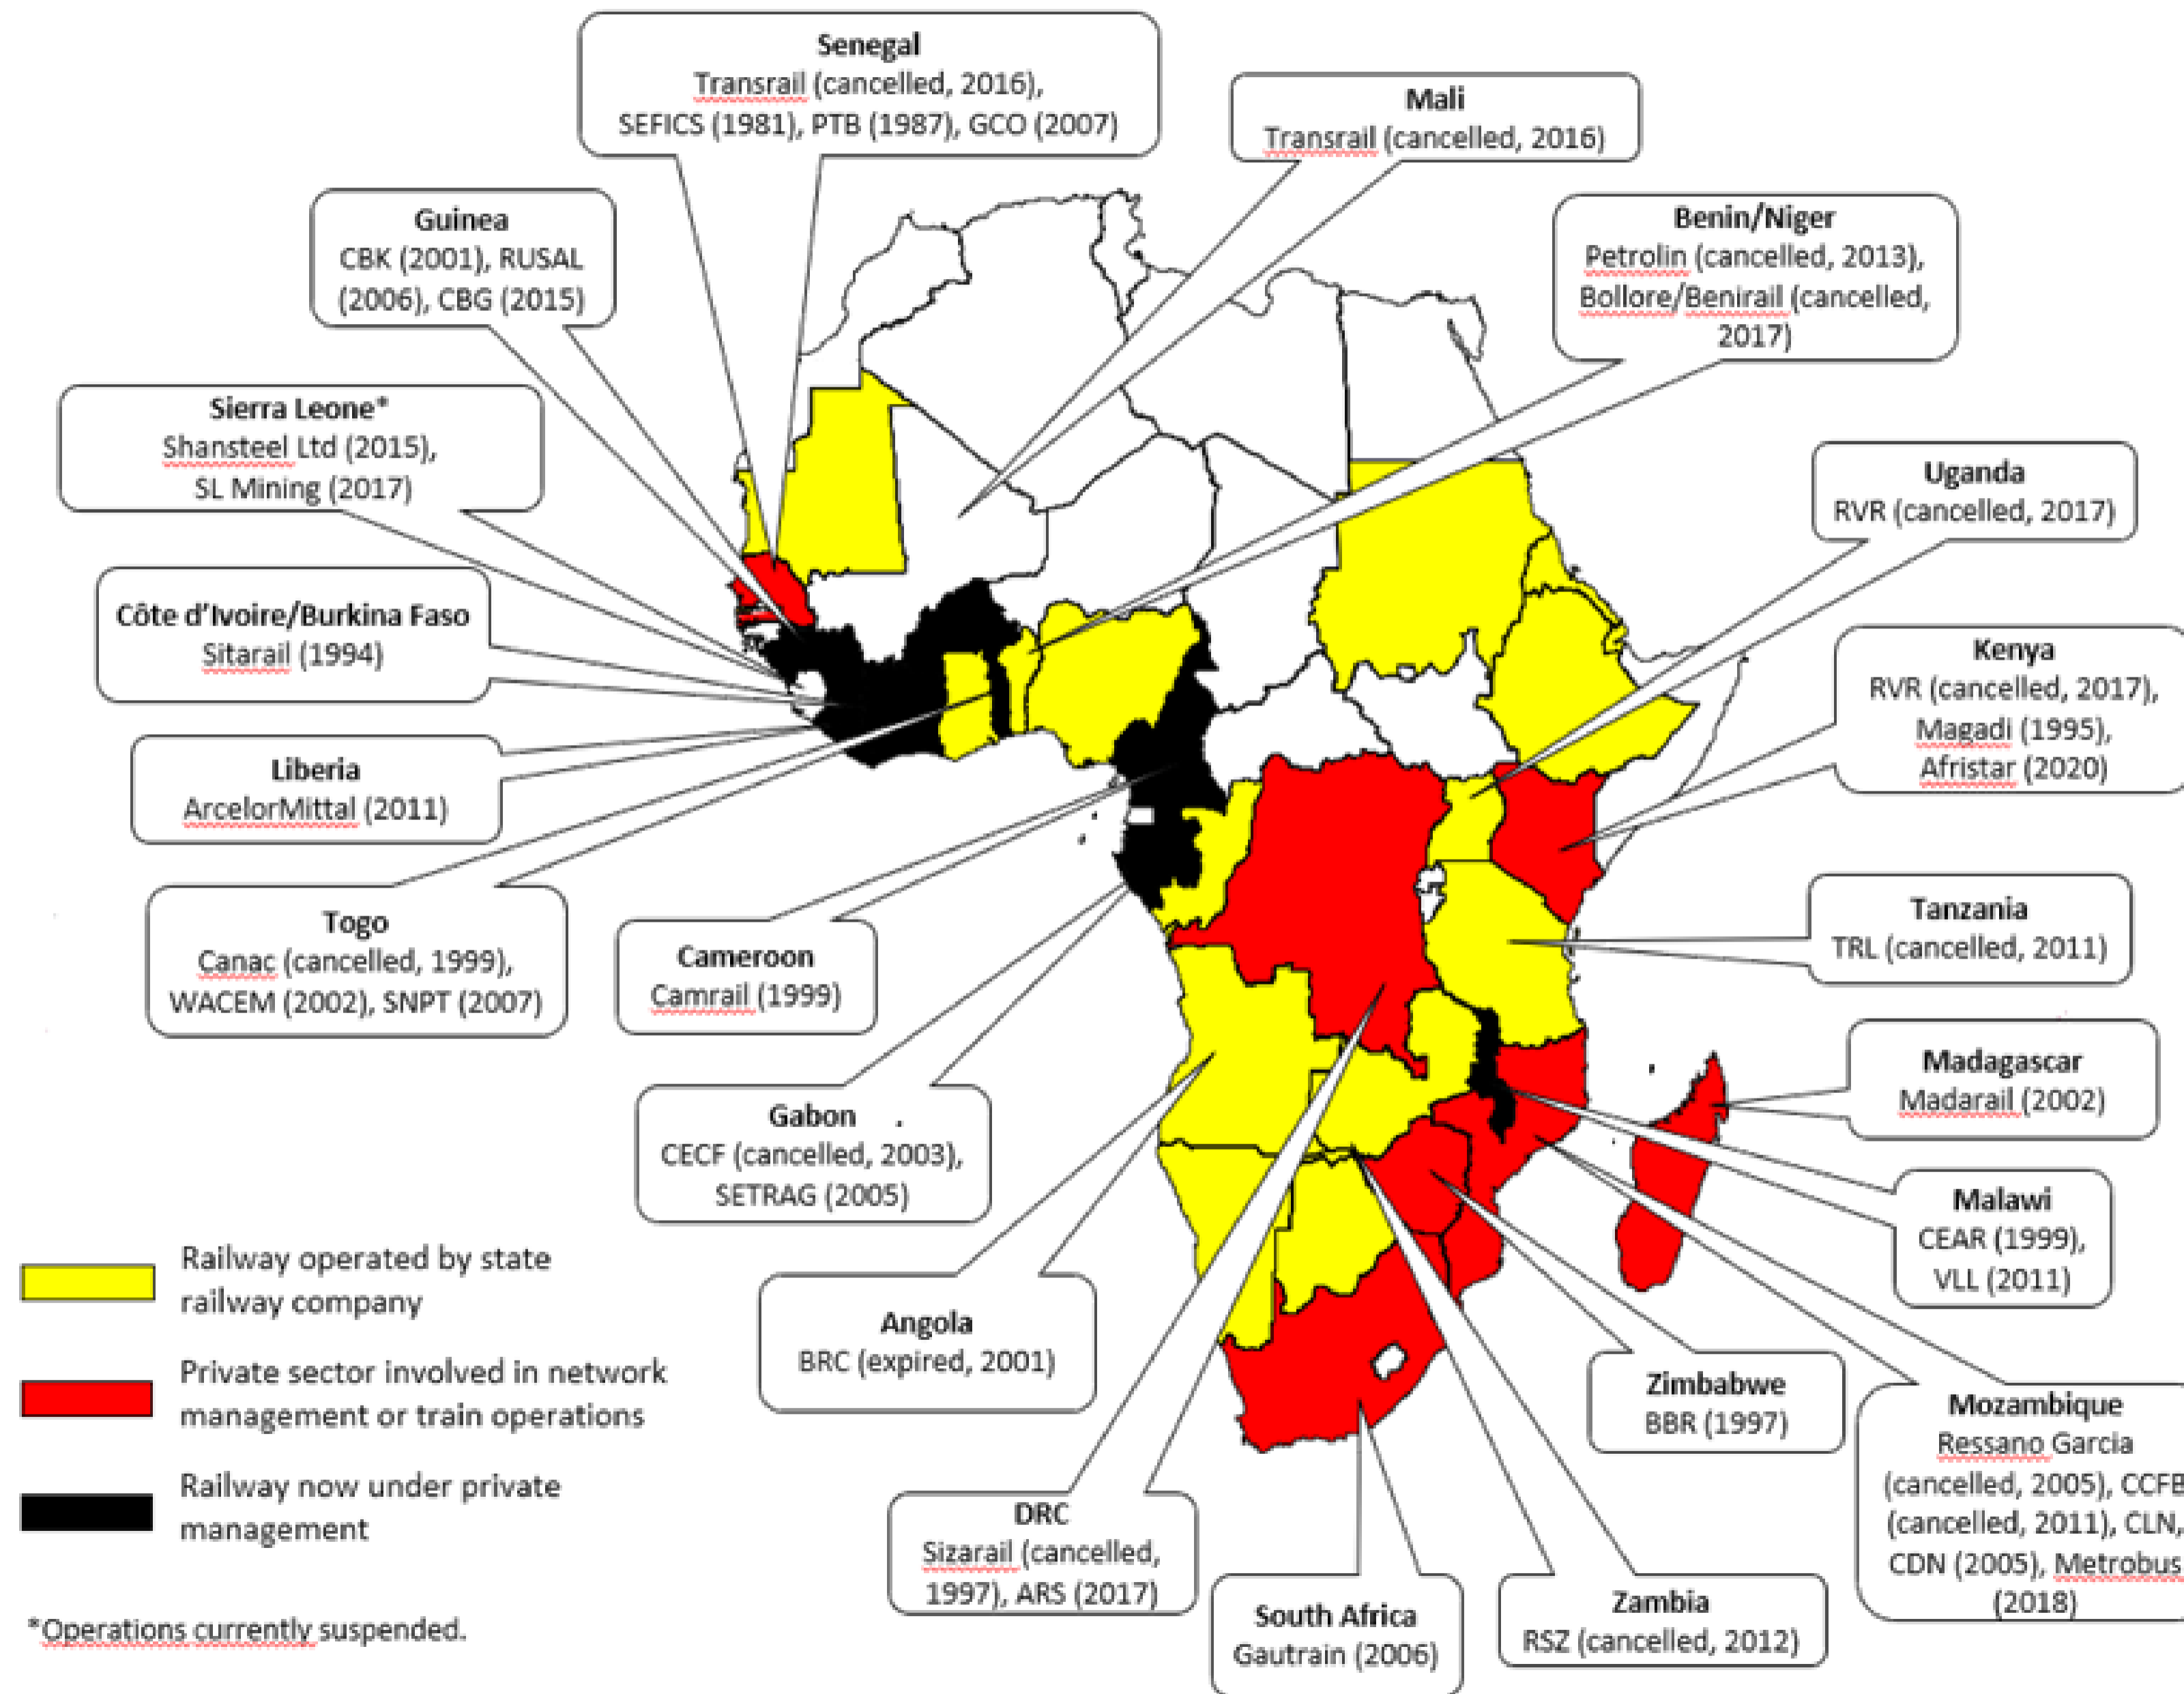 Senegal
Transrail (cancelled, 2016),
SEFICS (1981), PTB (1987), GCO (2007)
Mali
Transrail (cancelled, 2016)
Guinea
CBK (2001), RUSAL
(2006), CBG (2015)
Benin/Niger
Petrolin (cancelled, 2013),
Bollore/Benirail (cancelled,
2017)
Sierra Leone*
Shansteel Ltd (2015),
SL Mining (2017)
Uganda
RVR (cancelled, 2017)
Côte d'Ivoire/Burkina Faso
Sitarail (1994)
Kenya
RVR (cancelled, 2017),
Magadi (1995),
Afristar (2020)
Liberia
ArcelorMittal (2011)
Togo
Canac (cancelled, 1999),
WACEM (2002), SNPT (2007)
Cameroon
Camrail (1999)
Tanzania
TRL (cancelled, 2011)
Madagascar
Madarail (2002)
Gabon
CECF (cancelled, 2003),
SETRAG (2005)
Malawi
CEAR (1999),
VLL (2011)
Angola
BRC (expired, 2001)
Zimbabwe
BBR (1997)
Mozambique
Ressano Garcia
(cancelled, 2005), CCFB
(cancelled, 2011), CLN,
CDN (2005), Metrobus
(2018)
DRC
Sizarail (cancelled,
1997), ARS (2017)
South Africa
Gautrain (2006)
Zambia
RSZ (cancelled, 2012)
Railway operated by state
railway company
Private sector involved in network
management or train operations
Railway now under private
management
*Operations currently suspended.